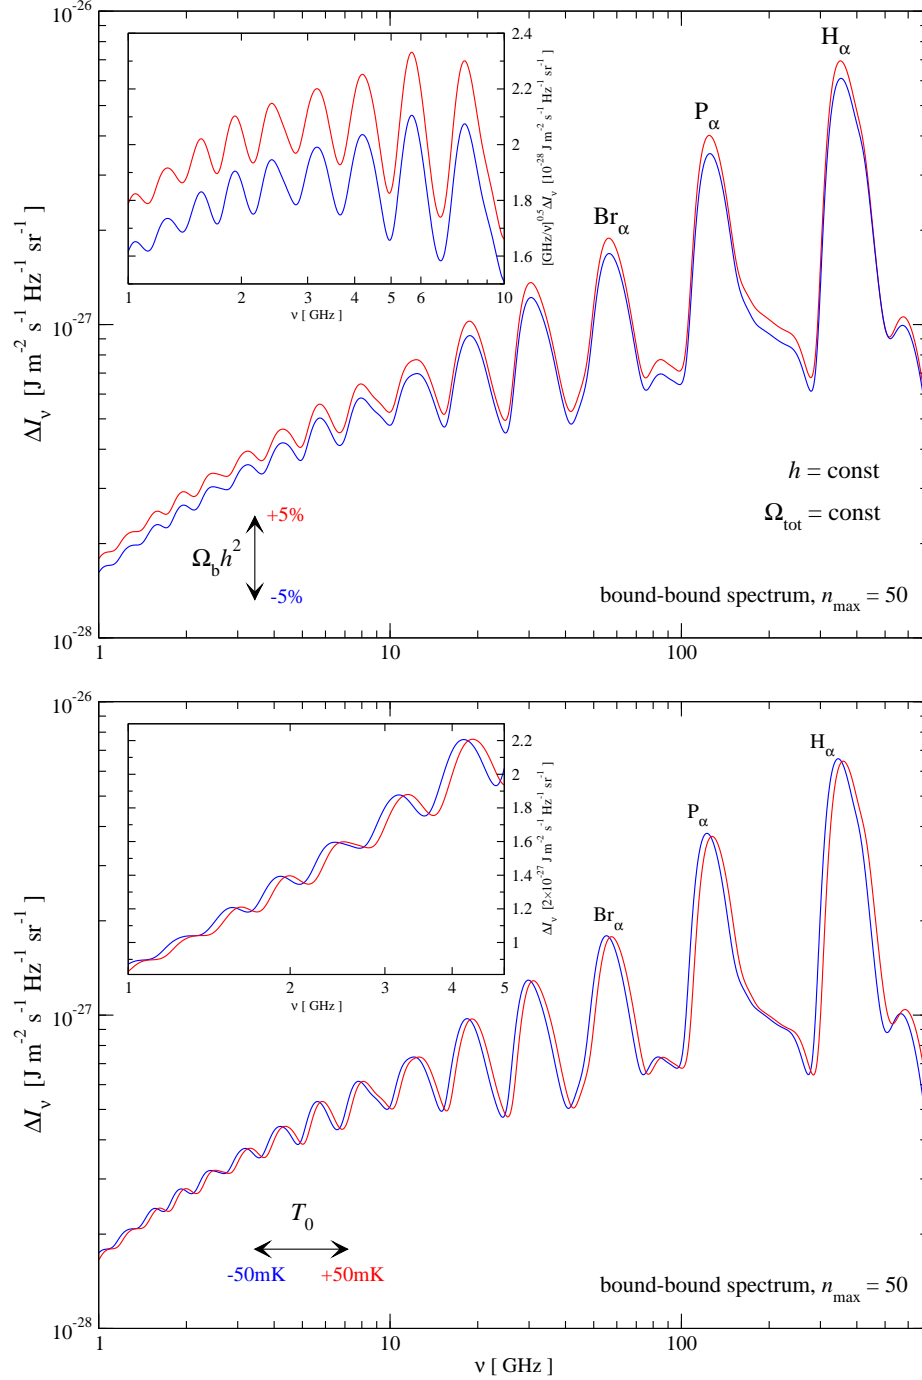 10⁻²⁶
2.4
2.2
2
1.8
1.6
[GHz/ν]^0.5 ΔI_ν [10⁻²⁸ J m⁻² s⁻¹ Hz⁻¹ sr⁻¹]
1 2 3 4 5 6 10
ν [ GHz ]
H_α
P_α
Br_α
10⁻²⁷
ΔI_ν [J m⁻² s⁻¹ Hz⁻¹ sr⁻¹]
h = const
Ω_tot = const
+5%
Ω_b h²
-5%
bound-bound spectrum, n_max = 50
10⁻²⁸
1 10 100
10⁻²⁶
2.2
2
1.8
1.6
1.4
1.2
1
ΔI_ν [2×10⁻²⁷ J m⁻² s⁻¹ Hz⁻¹ sr⁻¹]
1 2 3 4 5
ν [ GHz ]
H_α
P_α
Br_α
10⁻²⁷
ΔI_ν [J m⁻² s⁻¹ Hz⁻¹ sr⁻¹]
T_0
-50mK +50mK
bound-bound spectrum, n_max = 50
10⁻²⁸
1 10 100
ν [ GHz ]